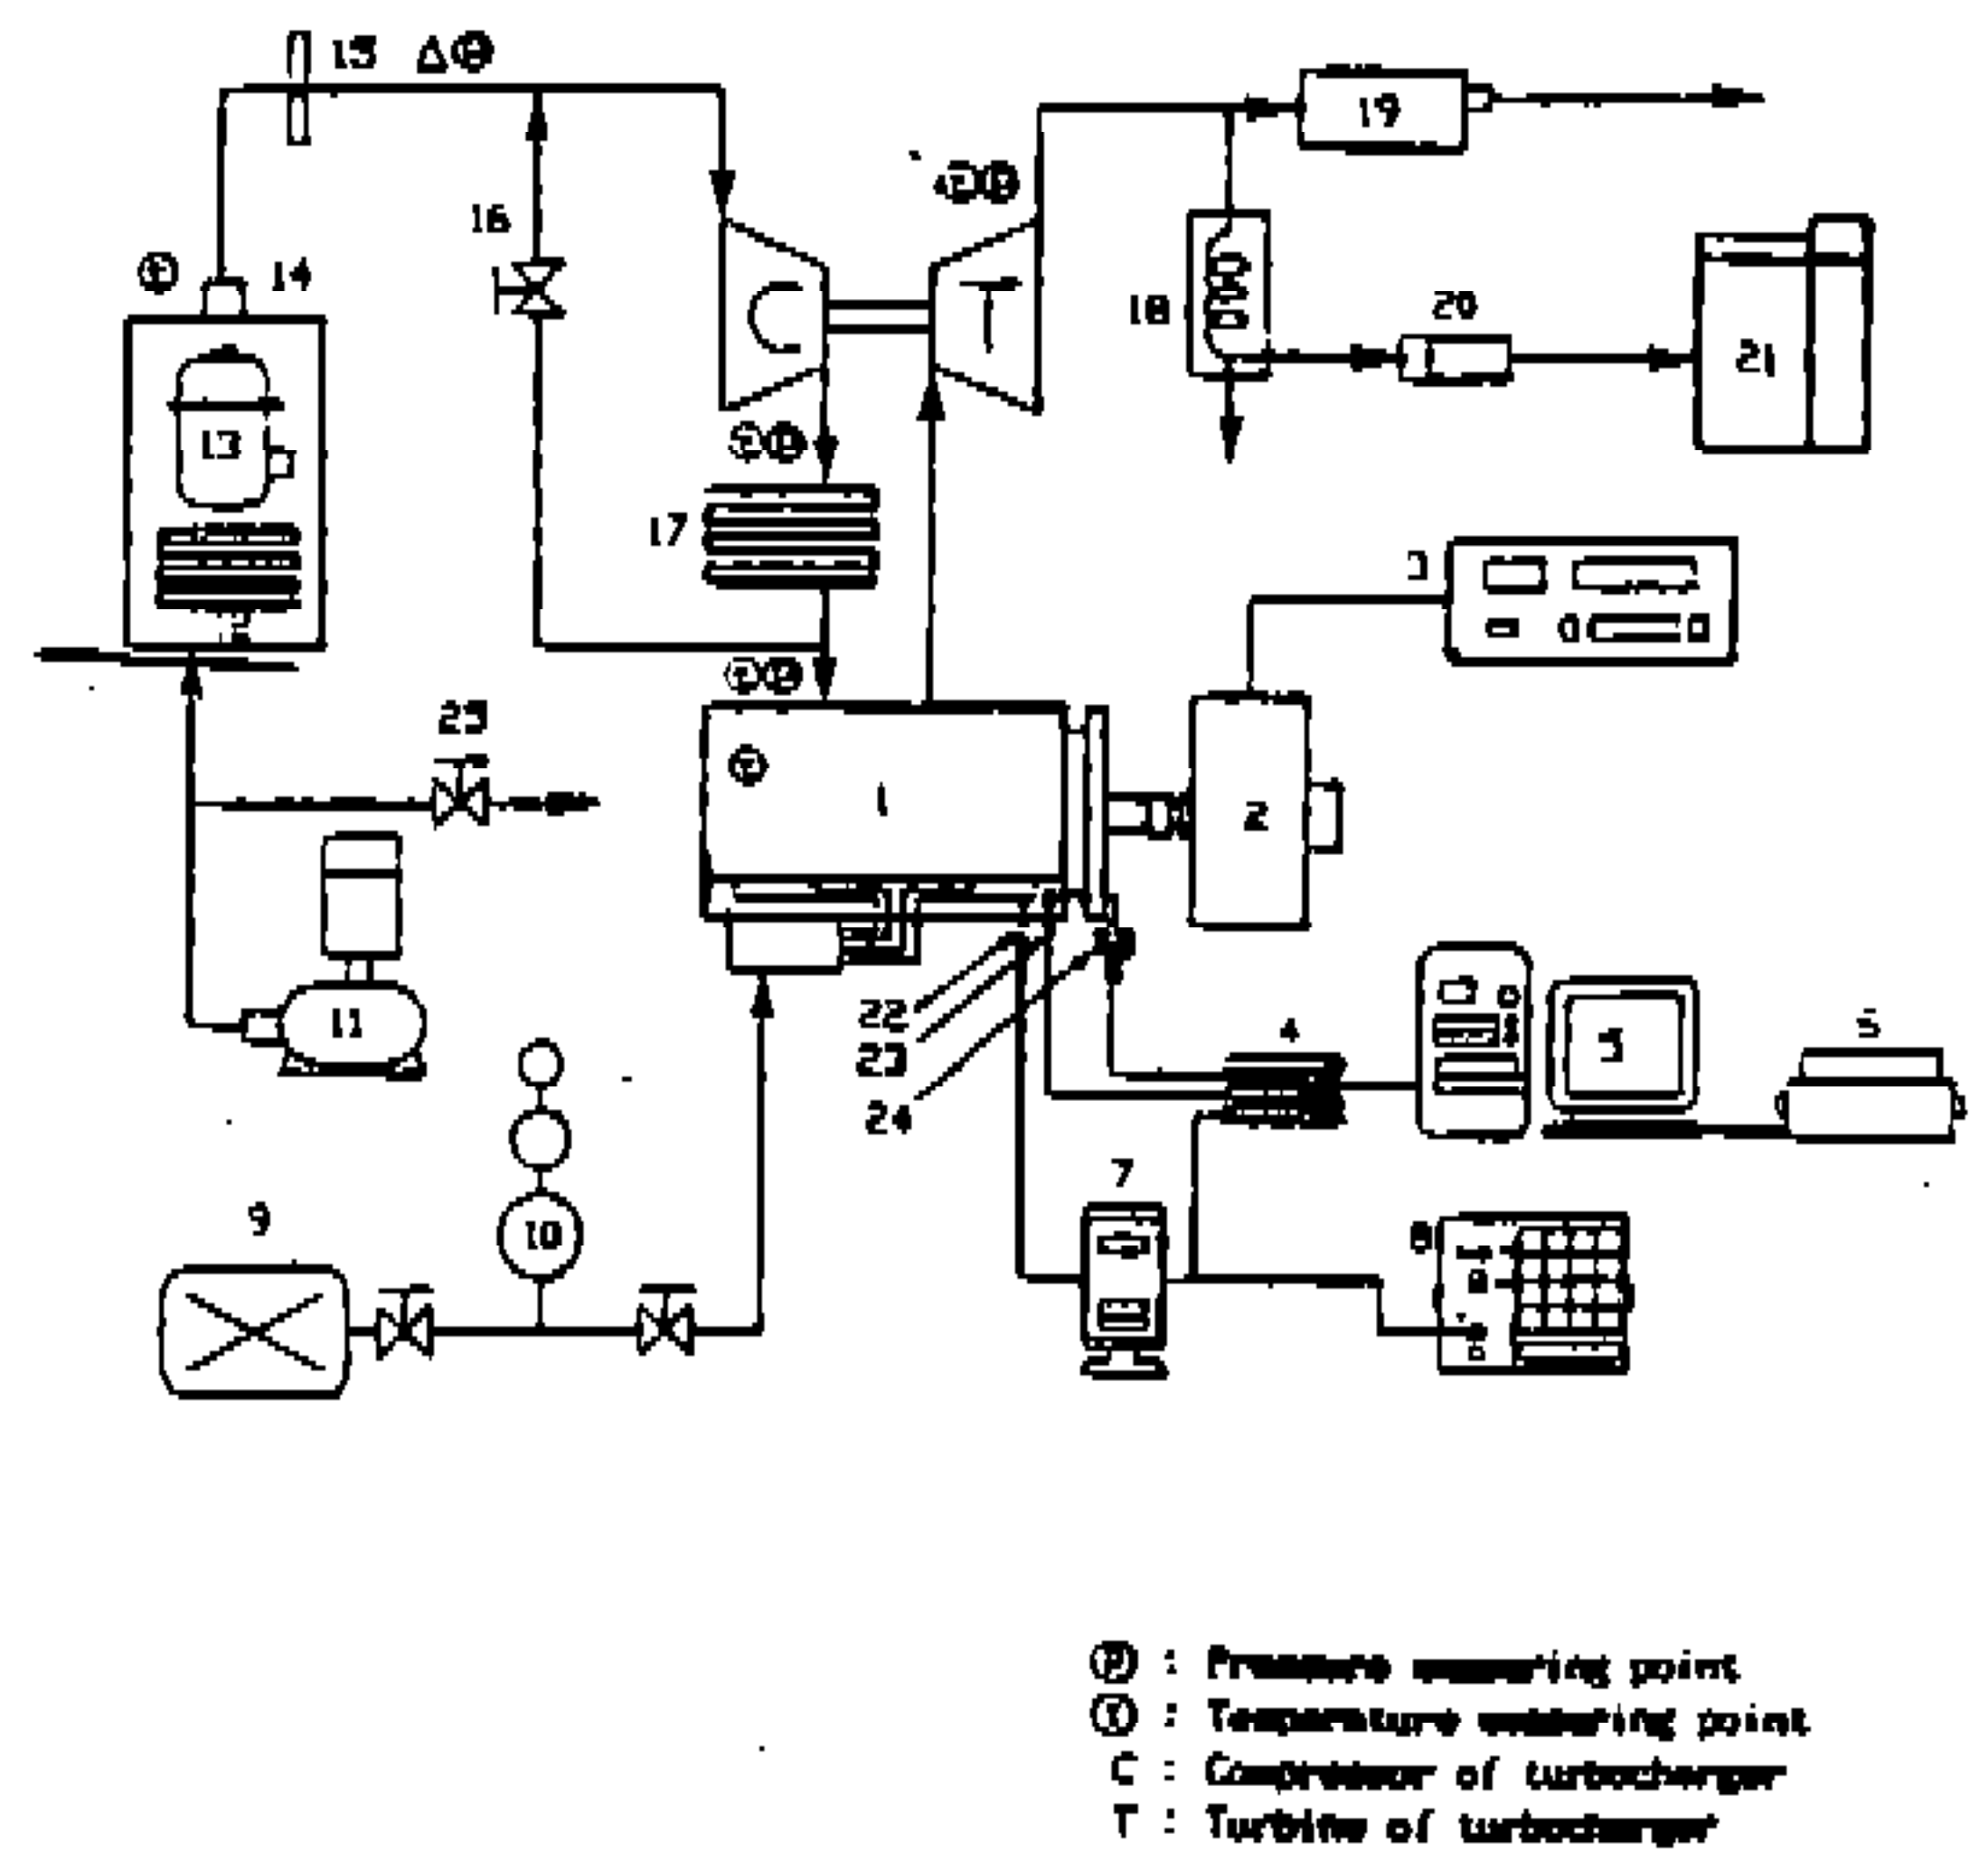 15 Δ P
19
T P
16
T 14
C T
18
20
21
13
T P
17
12
3
T P
25
T
1
2
11
22
23
24
4
5
7
9
10
8
P : Pressure measuring point
T : Temperature measuring point
C : Compressor of turbocharger
T : Turbine of turbocharger